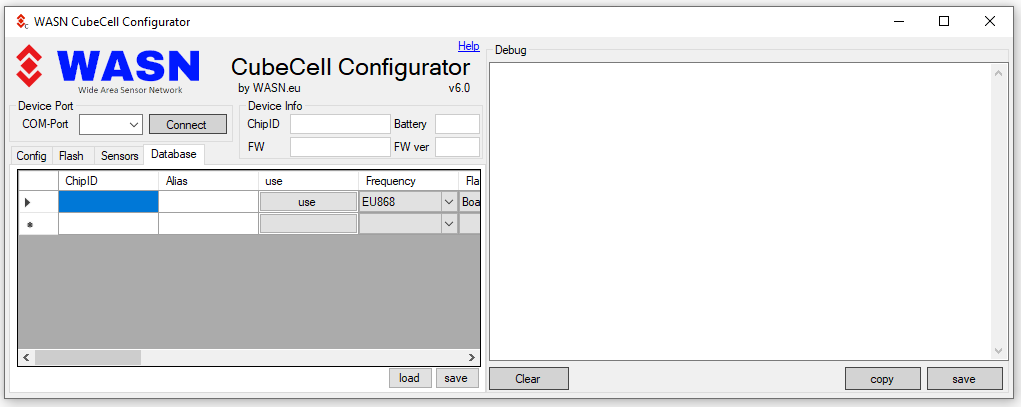 WASN CubeCell Configurator
Help
WASN
Wide Area Sensor Network
CubeCell Configurator
by WASN.eu
v6.0
Device Port
COM-Port
Connect
Device Info
ChipID
Battery
FW
FW ver
Config
Flash
Sensors
Database
ChipID Alias use Frequency Fla
use EU868 Boa
load
save
Debug
Clear
copy
save